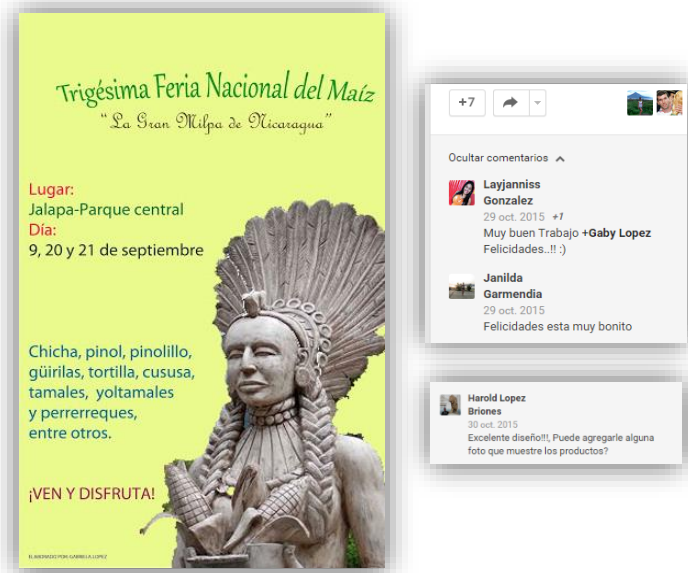 Trigésima Feria Nacional del Maíz
“La Gran Milpa de Nicaragua”
Lugar:
Jalapa-Parque central
Día:
9, 20 y 21 de septiembre
Chicha, pinol, pinolillo,
güirilas, tortilla, cususa,
tamales, yoltamales
y perrerreques,
entre otros.
¡VEN Y DISFRUTA!
ELABORADO POR: GABRIELA LOPEZ
+7
Ocultar comentarios
Layjanniss
Gonzalez
29 oct. 2015 +1
Muy buen Trabajo +Gaby Lopez
Felicidades..!! :)
Janilda
Garmendia
29 oct. 2015
Felicidades esta muy bonito
Harold Lopez
Briones
30 oct. 2015
Excelente diseño!!!, Puede agregarle alguna
foto que muestre los productos?